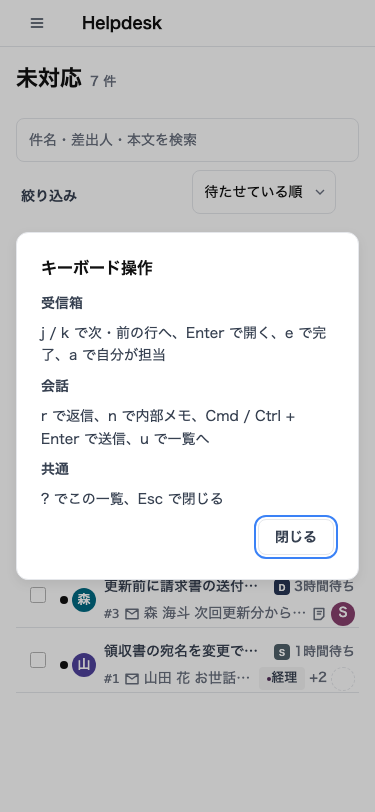 Helpdesk
未対応 7 件
件名・差出人・本文を検索
絞り込み
待たせている順
キーボード操作
受信箱
j / k で次・前の行へ、Enter で開く、e で完
了、a で自分が担当
会話
r で返信、n で内部メモ、Cmd / Ctrl +
Enter で送信、u で一覧へ
共通
? でこの一覧、Esc で閉じる
閉じる
森 更新前に請求書の送付… D 3時間待ち
#3 森 海斗 次回更新分から… S
山 領収書の宛名を変更で… S 1時間待ち
#1 山田 花 お世話… 経理 +2